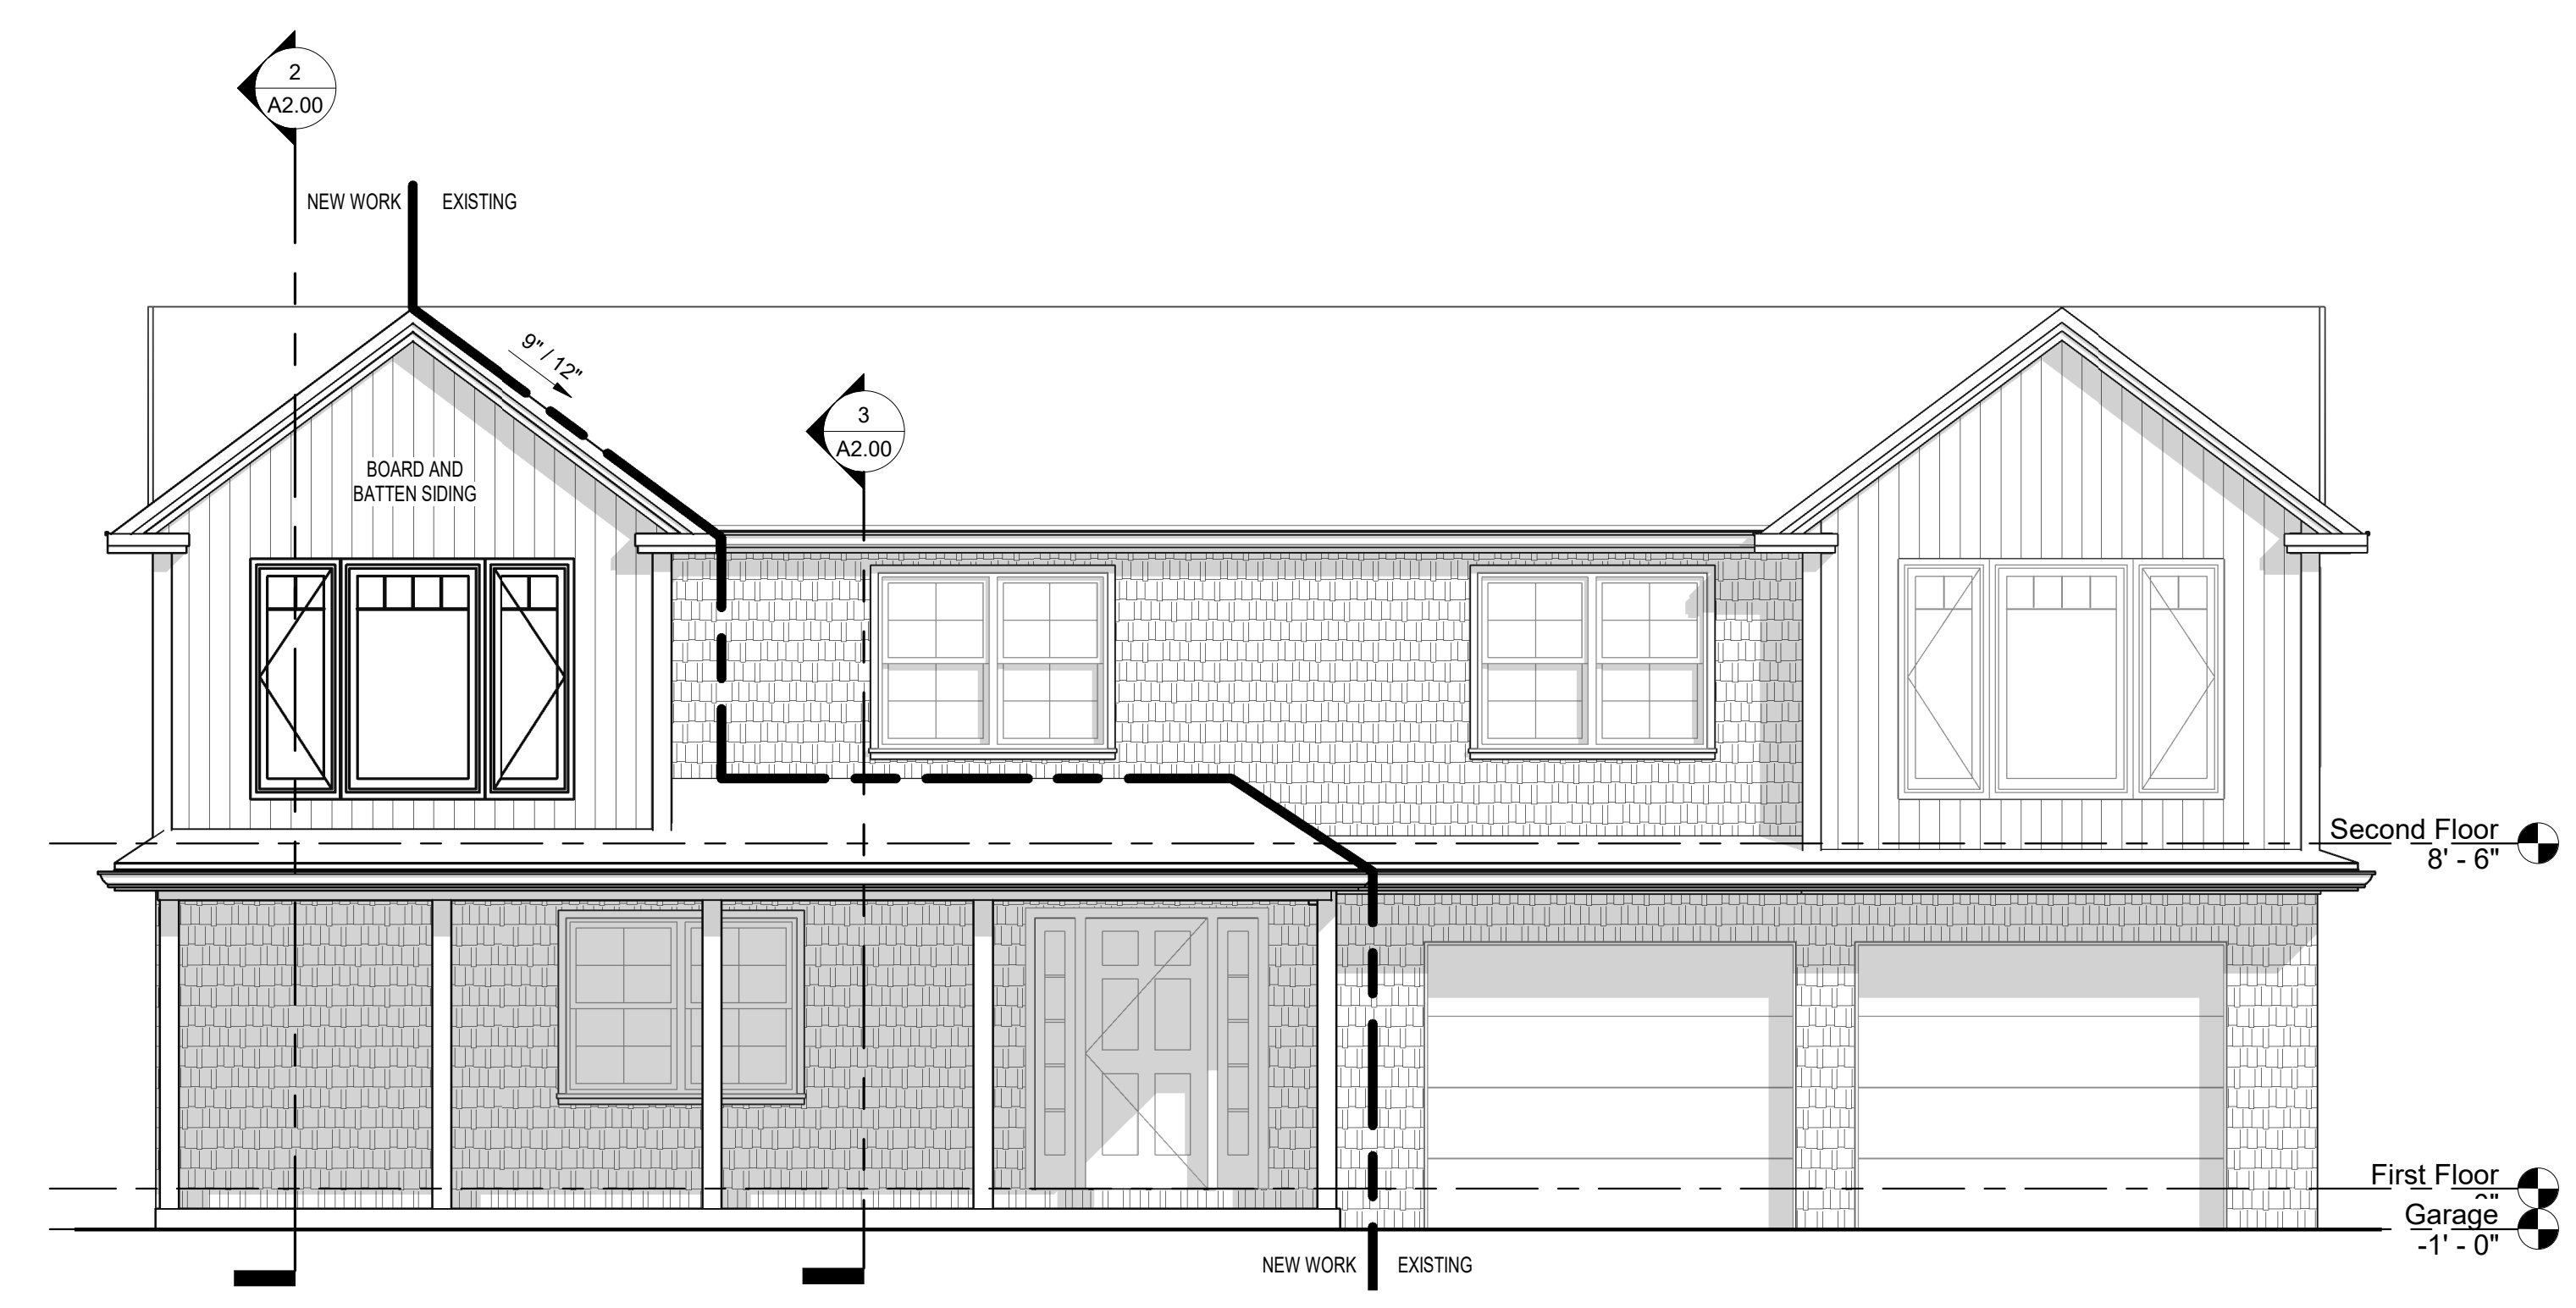 2
A2.00
NEW WORK
EXISTING
9" / 12"
3
A2.00
BOARD AND
BATTEN SIDING
Second Floor
8' - 6"
First Floor
Garage
-1' - 0"
NEW WORK
EXISTING